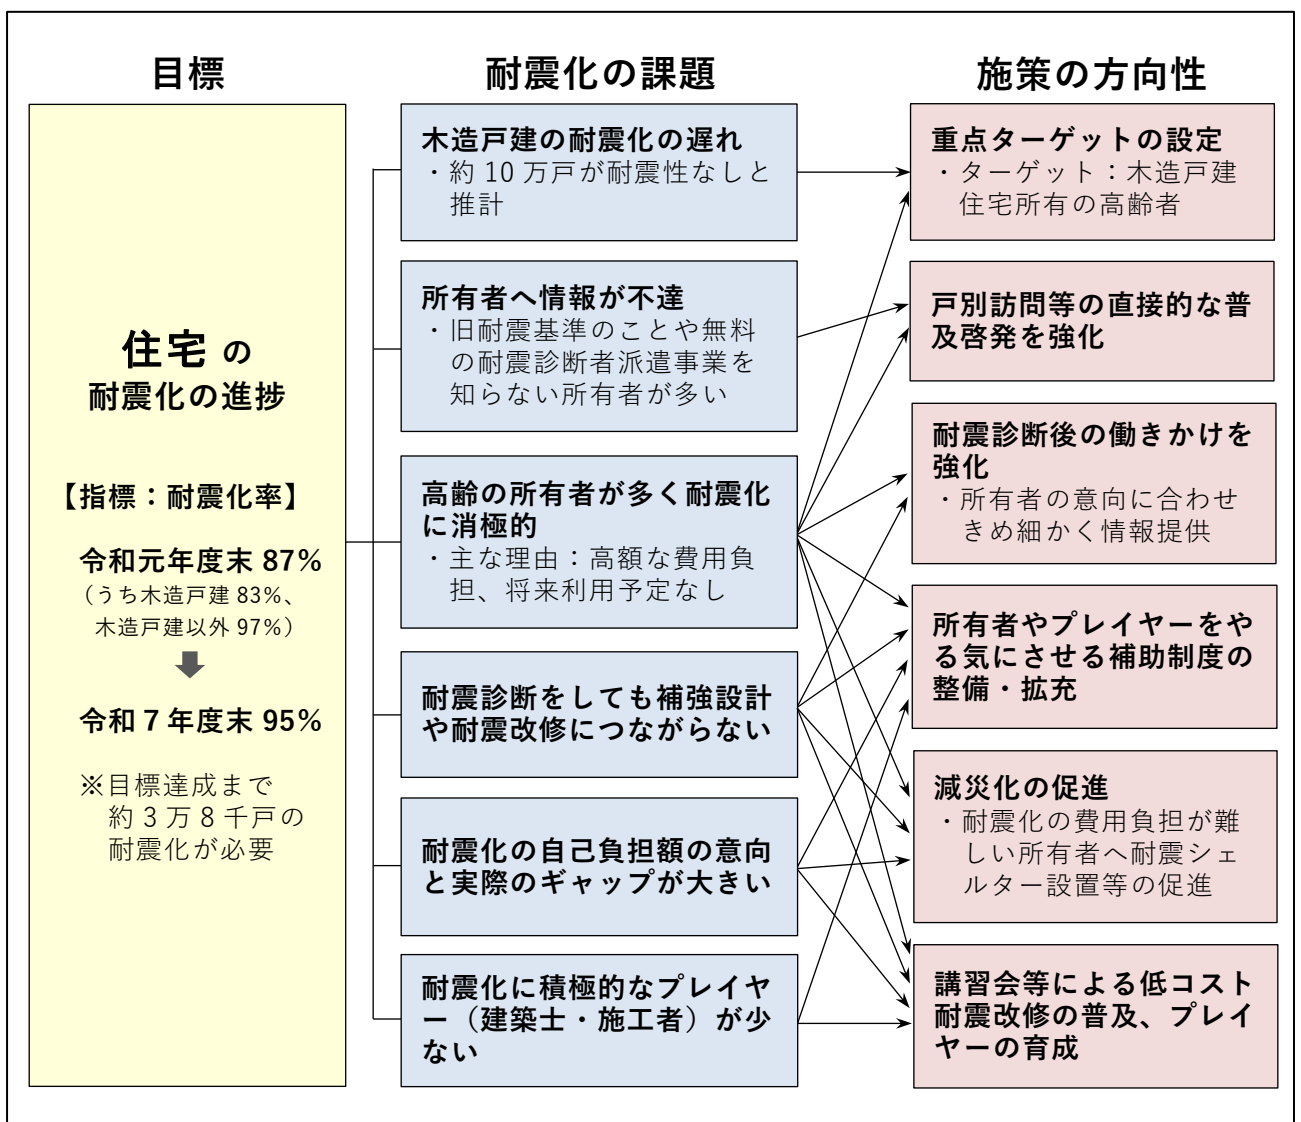 目標
住宅 の
耐震化の進捗
【指標：耐震化率】
令和元年度末 87%
（うち木造戸建 83%、
木造戸建以外 97%）
令和７年度末 95%
※目標達成まで
約３万８千戸の
耐震化が必要
耐震化の課題
木造戸建の耐震化の遅れ
・約 10 万戸が耐震性なしと
推計
所有者へ情報が不達
・旧耐震基準のことや無料
の耐震診断者派遣事業を
知らない所有者が多い
高齢の所有者が多く耐震化
に消極的
・主な理由：高額な費用負
担、将来利用予定なし
耐震診断をしても補強設計
や耐震改修につながらない
耐震化の自己負担額の意向
と実際のギャップが大きい
耐震化に積極的なプレイヤ
ー（建築士・施工者）が少
ない
施策の方向性
重点ターゲットの設定
・ターゲット：木造戸建
住宅所有の高齢者
戸別訪問等の直接的な普
及啓発を強化
耐震診断後の働きかけを
強化
・所有者の意向に合わせ
きめ細かく情報提供
所有者やプレイヤーをや
る気にさせる補助制度の
整備・拡充
減災化の促進
・耐震化の費用負担が難
しい所有者へ耐震シェ
ルター設置等の促進
講習会等による低コスト
耐震改修の普及、プレイ
ヤーの育成